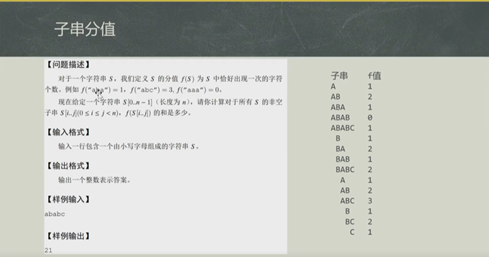 子串分值
【问题描述】
对于一个字符串 S，我们定义 S 的分值 f(S) 为 S 中恰好出现一次的字符
个数。例如 f("aba") = 1，f("abc") = 3, f("aaa") = 0。
现在给定一个字符串 S[0..n − 1]（长度为 n），请你计算对于所有 S 的非空
子串 S[i..j](0 ≤ i ≤ j < n)，f(S[i..j]) 的和是多少。
【输入格式】
输入一行包含一个由小写字母组成的字符串 S。
【输出格式】
输出一个整数表示答案。
【样例输入】
ababc
【样例输出】
21
子串 f值
A 1
AB 2
ABA 1
ABAB 0
ABABC 1
B 1
BA 2
BAB 1
BABC 2
A 1
AB 2
ABC 3
B 1
BC 2
C 1